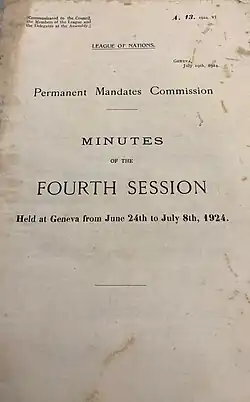 [Communicated to the Council,
the Members of the League and
the Delegates at the Assembly.]
A. 13. 1924. VI
LEAGUE OF NATIONS.
GENEVA,
July 19th, 1924.
Permanent Mandates Commission
MINUTES
OF THE
FOURTH SESSION
Held at Geneva from June 24th to July 8th, 1924.